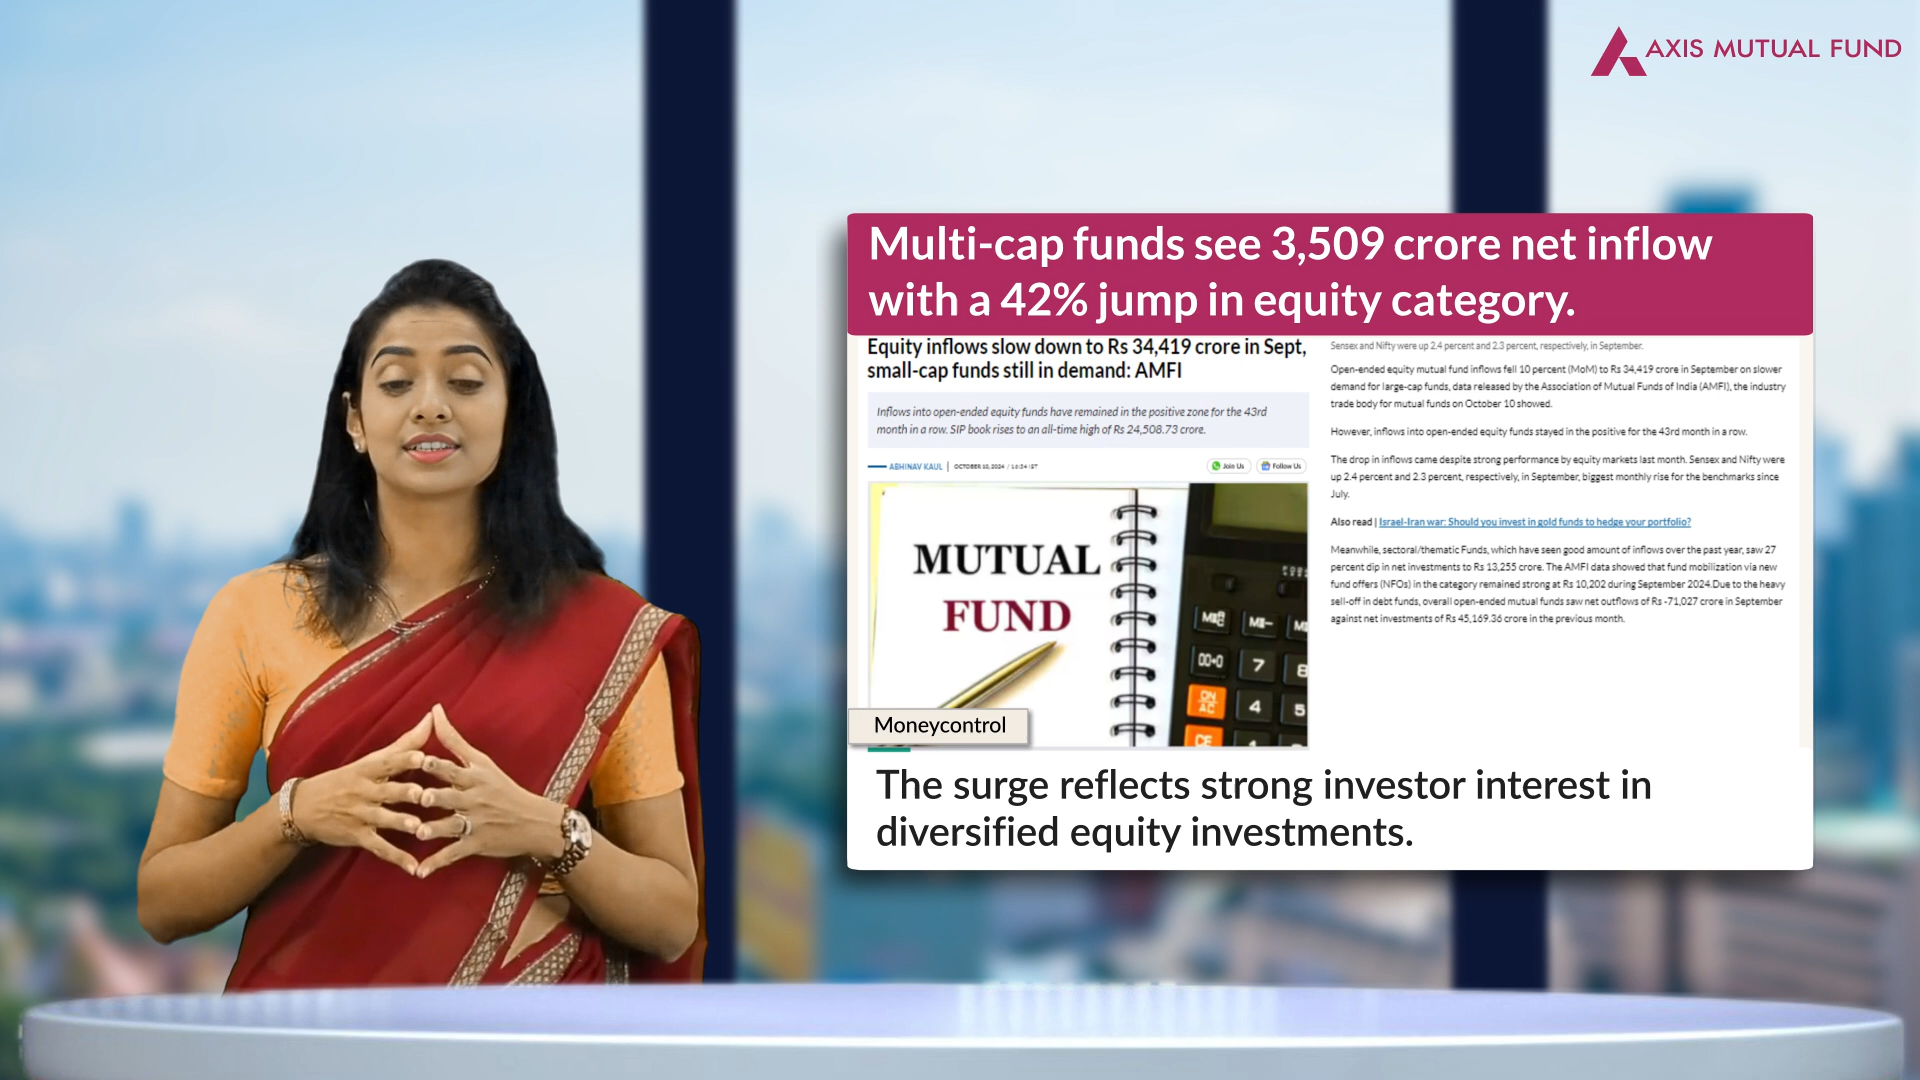 AXIS MUTUAL FUND
Multi-cap funds see 3,509 crore net inflow
with a 42% jump in equity category.
Equity inflows slow down to Rs 34,419 crore in Sept,
small-cap funds still in demand: AMFI
Inflows into open-ended equity funds have remained in the positive zone for the 43rd
month in a row. SIP book rises to an all-time high of Rs 24,508.73 crore.
ABHINAV KAUL | OCTOBER 10, 2024 / 16:34 IST
Join Us
Follow Us
MUTUAL
FUND
MU
M-
M
00+0
7
8
ON
AC
4
5
CE
Moneycontrol
Sensex and Nifty were up 2.4 percent and 2.3 percent, respectively, in September.
Open-ended equity mutual fund inflows fell 10 percent (MoM) to Rs 34,419 crore in September on slower
demand for large-cap funds, data released by the Association of Mutual Funds of India (AMFI), the industry
trade body for mutual funds on October 10 showed.
However, inflows into open-ended equity funds stayed in the positive for the 43rd month in a row.
The drop in inflows came despite strong performance by equity markets last month. Sensex and Nifty were
up 2.4 percent and 2.3 percent, respectively, in September, biggest monthly rise for the benchmarks since
July.
Also read | Israel-Iran war: Should you invest in gold funds to hedge your portfolio?
Meanwhile, sectoral/thematic Funds, which have seen good amount of inflows over the past year, saw 27
percent dip in net investments to Rs 13,255 crore. The AMFI data showed that fund mobilization via new
fund offers (NFOs) in the category remained strong at Rs 10,202 during September 2024.Due to the heavy
sell-off in debt funds, overall open-ended mutual funds saw net outflows of Rs -71,027 crore in September
against net investments of Rs 45,169.36 crore in the previous month.
The surge reflects strong investor interest in
diversified equity investments.